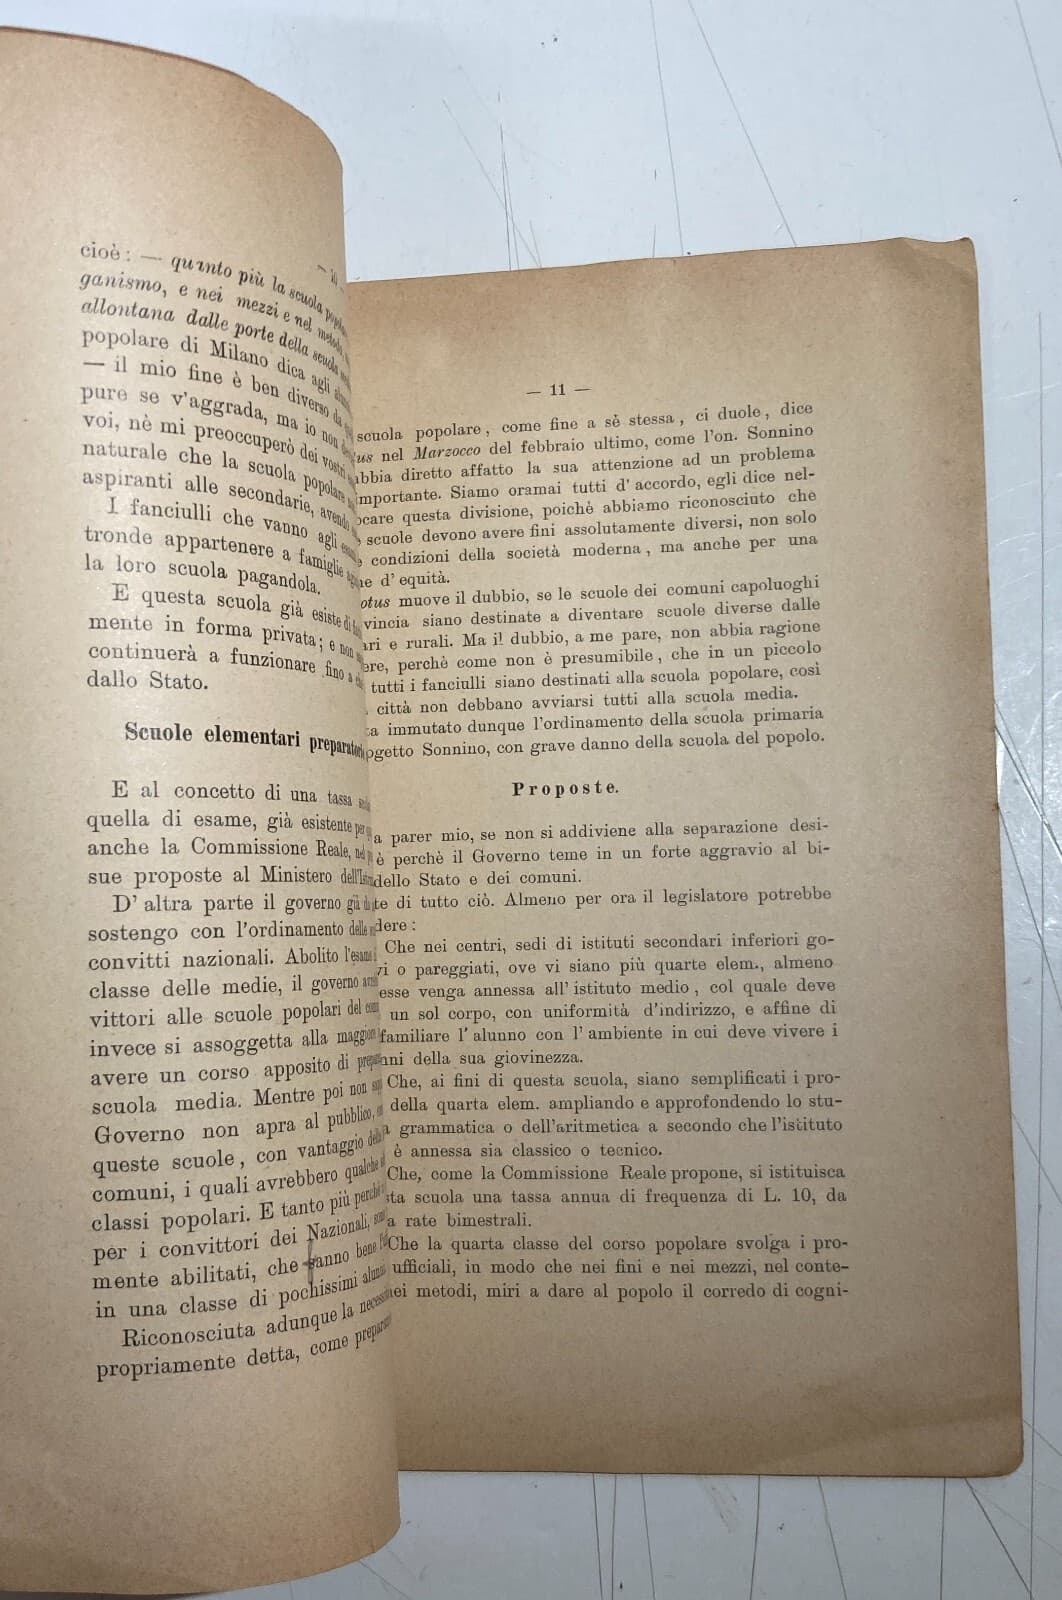 — 10 —
cioè: — quanto più la scuola
ganismo, e nei mezzi e nel metodo,
allontana dalle porte della scuola
popolare di Milano dica agli
— il mio fine è ben diverso da
pure se v'aggrada, ma io non
voi, nè mi preoccuperò dei vostri
naturale che la scuola popolare
aspiranti alle secondarie, avendo
I fanciulli che vanno agli
tronde appartenere a famiglie
la loro scuola pagandola.
E questa scuola già esiste di
mente in forma privata; e non
continuerà a funzionare fino a
dallo Stato.
Scuole elementari
E al concetto di una tassa
quella di esame, già esistente per
anche la Commissione Reale, nel
sue proposte al Ministero
D'altra parte il governo già
sostengo con l'ordinamento delle
convitti nazionali. Abolito l'esame
classe delle medie, il governo
vittori alle scuole popolari del
invece si assoggetta alla maggiore
avere un corso apposito di
scuola media. Mentre poi non
Governo non apra al pubblico,
queste scuole, con vantaggio
comuni, i quali avrebbero qualche
classi popolari. E tanto più perchè
per i convittori dei Nazionali,
mente abilitati, che fanno bene
in una classe di pochissimi
Riconosciuta adunque la
propriamente detta, come
— 11 —
scuola popolare, come fine a sè stessa, ci duole, dice
nel Marzocco del febbraio ultimo, come l'on. Sonnino
abbia diretto affatto la sua attenzione ad un problema
importante. Siamo oramai tutti d'accordo, egli dice nel-
questa divisione, poichè abbiamo riconosciuto che
scuole devono avere fini assolutamente diversi, non solo
condizioni della società moderna, ma anche per una
d'equità.
muove il dubbio, se le scuole dei comuni capoluoghi
siano destinate a diventare scuole diverse dalle
e rurali. Ma il dubbio, a me pare, non abbia ragione
perchè come non è presumibile, che in un piccolo
tutti i fanciulli siano destinati alla scuola popolare, così
città non debbano avviarsi tutti alla scuola media.
immutato dunque l'ordinamento della scuola primaria
Sonnino, con grave danno della scuola del popolo.
Proposte.
a parer mio, se non si addiviene alla separazione desi-
è perchè il Governo teme in un forte aggravio al bi-
dello Stato e dei comuni.
di tutto ciò. Almeno per ora il legislatore potrebbe
Che nei centri, sedi di istituti secondari inferiori go-
o pareggiati, ove vi siano più quarte elem., almeno
esse venga annessa all'istituto medio, col quale deve
un sol corpo, con uniformità d'indirizzo, e affine di
familiare l'alunno con l'ambiente in cui deve vivere i
della sua giovinezza.
Che, ai fini di questa scuola, siano semplificati i pro-
della quarta elem. ampliando e approfondendo lo stu-
grammatica o dell'aritmetica a secondo che l'istituto
è annessa sia classico o tecnico.
Che, come la Commissione Reale propone, si istituisca
scuola una tassa annua di frequenza di L. 10, da
a rate bimestrali.
Che la quarta classe del corso popolare svolga i pro-
ufficiali, in modo che nei fini e nei mezzi, nel conte-
nei metodi, miri a dare al popolo il corredo di cogni-